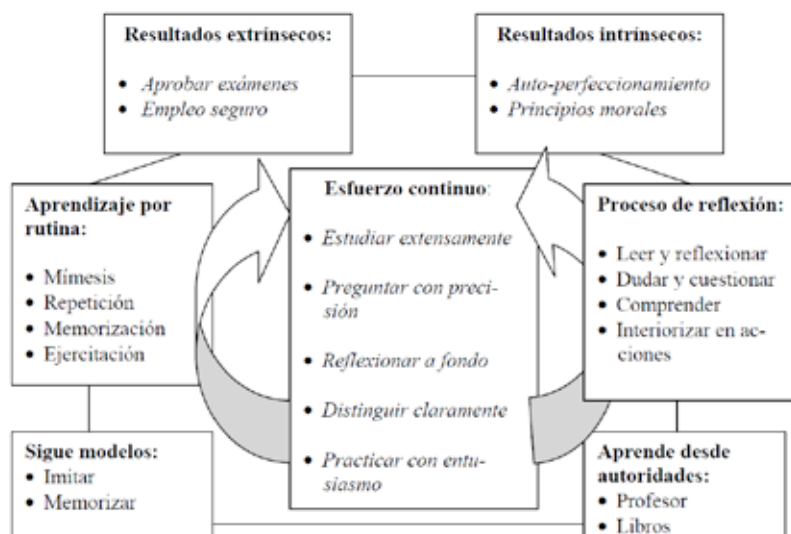 Resultados extrínsecos:
• Aprobar exámenes
• Empleo seguro
Resultados intrínsecos:
• Auto-perfeccionamiento
• Principios morales
Aprendizaje por
rutina:
• Mímesis
• Repetición
• Memorización
• Ejercitación
Esfuerzo continuo:
• Estudiar extensamente
• Preguntar con preci-
sión
• Reflexionar a fondo
• Distinguir claramente
• Practicar con entu-
siasmo
Proceso de reflexión:
• Leer y reflexionar
• Dudar y cuestionar
• Comprender
• Interiorizar en ac-
ciones
Sigue modelos:
• Imitar
• Memorizar
Aprende desde
autoridades:
• Profesor
• Libros